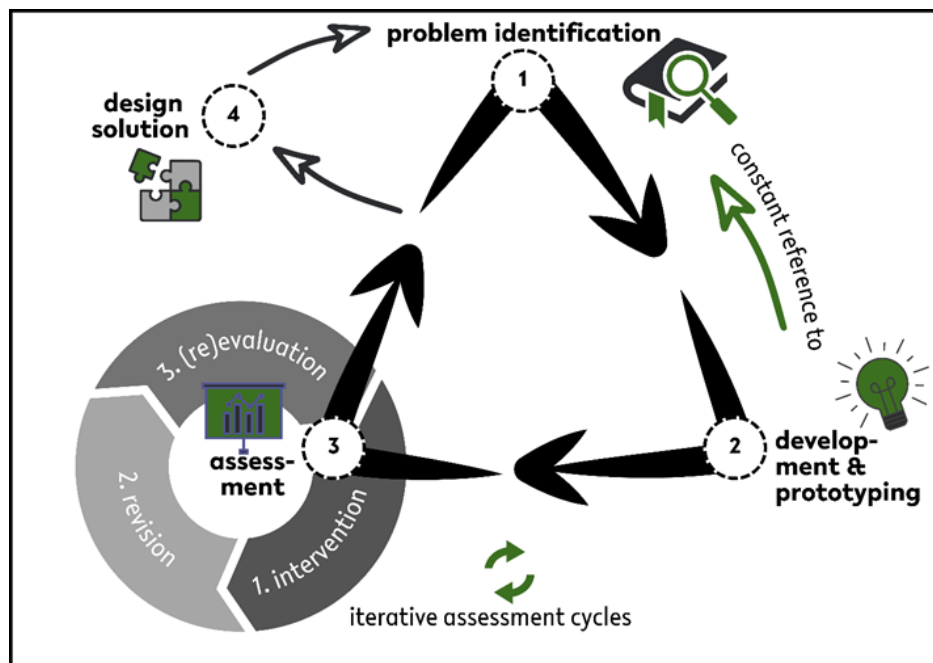 problem identification
1
design
solution
4
constant reference to
2
develop-
ment &
prototyping
3
assess-
ment
1. intervention
2. revision
3. (re)evaluation
iterative assessment cycles